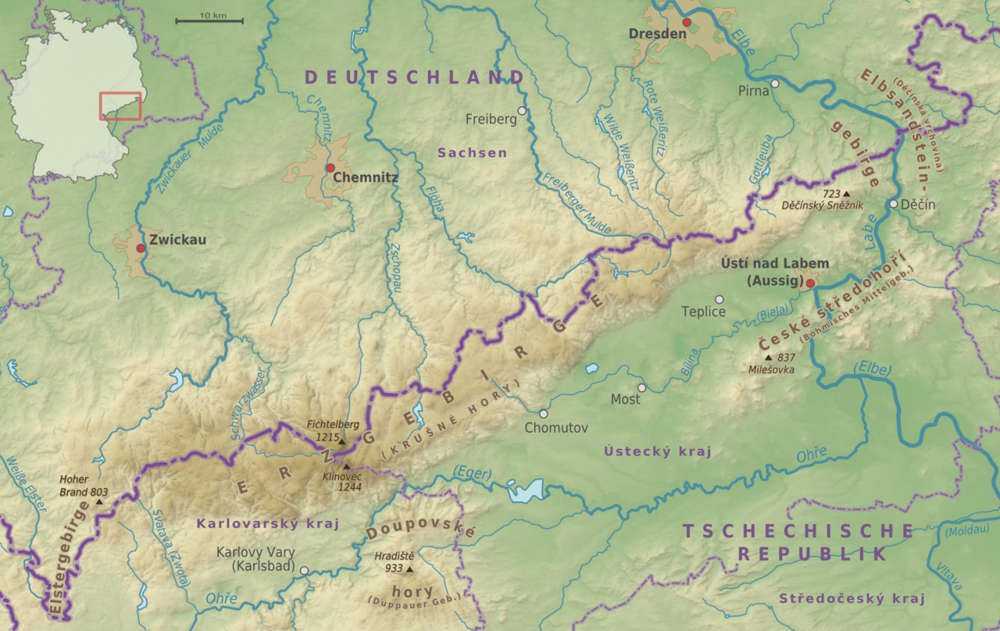 10 km
Dresden
Elbe
DEUTSCHLAND
Elbsandstein-
gebirge
(Děčínská vrchovina)
Pirna
Chemnitz
Rote Weißeritz
Wilde Weißeritz
Freiberg
Sachsen
Zwickauer Mulde
Gottleuba
Chemnitz
Flöha
Freiberger Mulde
723
Děčínský Sněžník
Děčín
Labe
Zwickau
Zschopau
Ústí nad Labem
(Aussig)
České středohoří
(Böhmisches Mittelgeb.)
Teplice
(Biela)
Bílina
837
Milešovka
(Elbe)
Schwarzwasser
Most
Chomutov
ERZGEBIRGE
(KRUŠNÉ HORY)
Fichtelberg
1215
Klínovec
1244
Ústecký kraj
Ohře
(Eger)
Weiße Elster
Hoher
Brand 803
Elstergebirge
Svatava (Zwota)
Karlovarský kraj
Doupovské
hory
(Duppauer Geb.)
Hradiště
933
Karlovy Vary
(Karlsbad)
Ohře
TSCHECHISCHE
REPUBLIK
(Moldau)
Vltava
Středočeský kraj